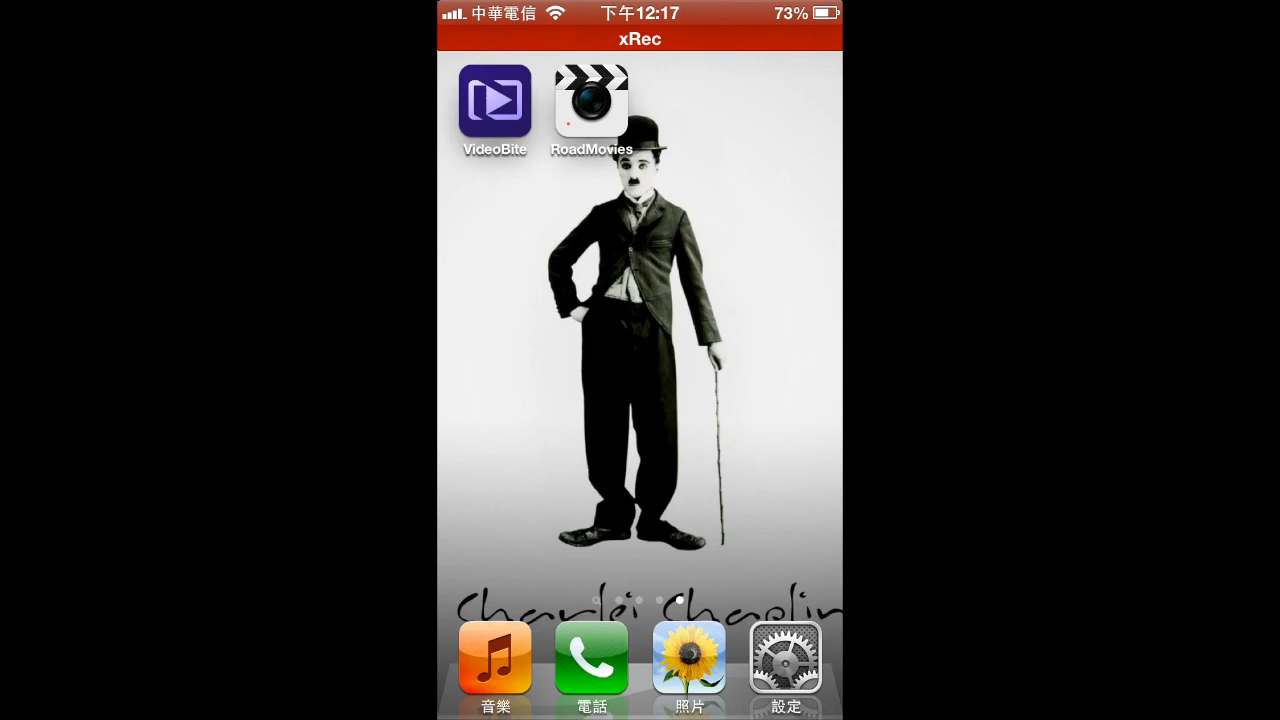 中華電信 下午12:17 73%
xRec
VideoBite RoadMovies
Charlei Chaplin
音樂 電話 照片 設定